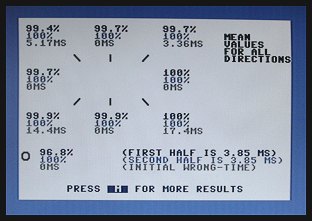 99.4% 99.7% 99.7%
100% 100% 100%
5.17MS 0MS 3.36MS
MEAN
VALUES
FOR ALL
DIRECTIONS
99.7% 100%
100% 100%
0MS 0MS
99.9% 99.9% 100%
100% 100% 100%
14.4MS 0MS 17.4MS
O 96.8% (FIRST HALF IS 3.85 MS)
100% (SECOND HALF IS 3.85 MS)
0MS (INITIAL WRONG-TIME)
PRESS M FOR MORE RESULTS